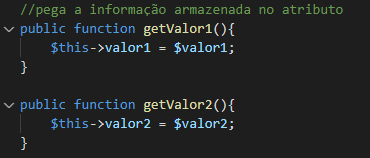 //pega a informação armazenada no atributo
public function getValor1(){
$this->valor1 = $valor1;
}
public function getValor2(){
$this->valor2 = $valor2;
}